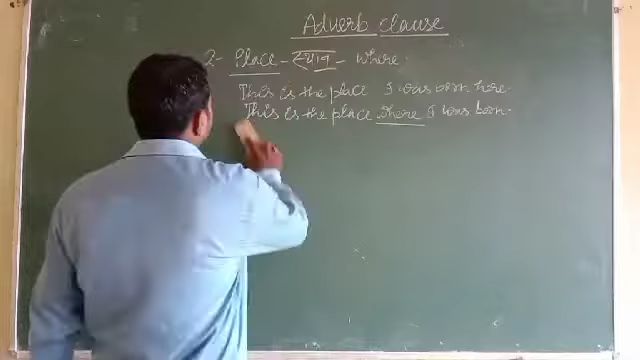 Adverb clause
2- Place - स्थान - where.
This is the place I was born here.
This is the place where I was born.